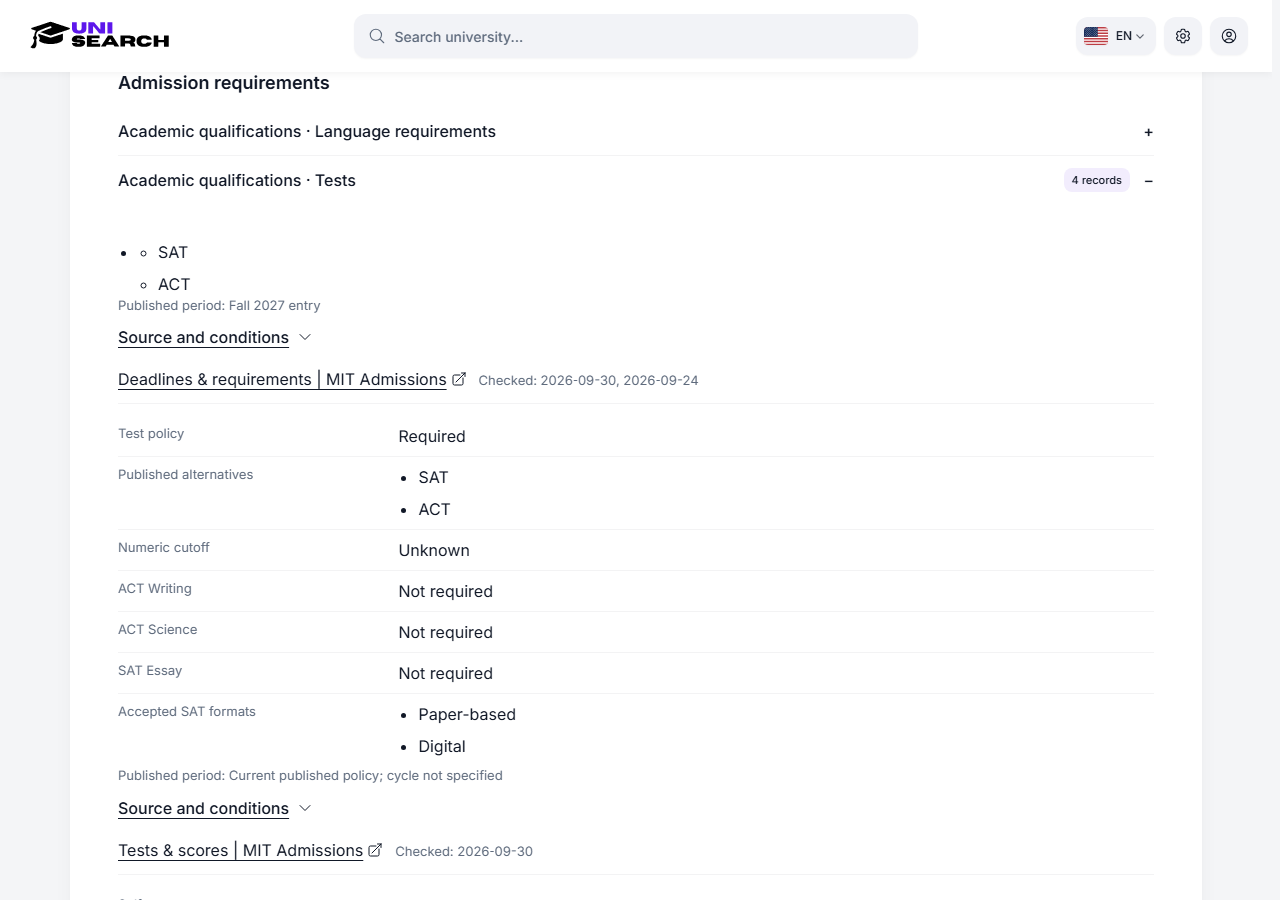 UNI
SEARCH
Search university...
EN
Admission requirements
Academic qualifications · Language requirements
+
Academic qualifications · Tests
4 records
−
SAT
ACT
Published period: Fall 2027 entry
Source and conditions
Deadlines & requirements | MIT Admissions
Checked: 2026-09-30, 2026-09-24
Test policy
Required
Published alternatives
SAT
ACT
Numeric cutoff
Unknown
ACT Writing
Not required
ACT Science
Not required
SAT Essay
Not required
Accepted SAT formats
Paper-based
Digital
Published period: Current published policy; cycle not specified
Source and conditions
Tests & scores | MIT Admissions
Checked: 2026-09-30